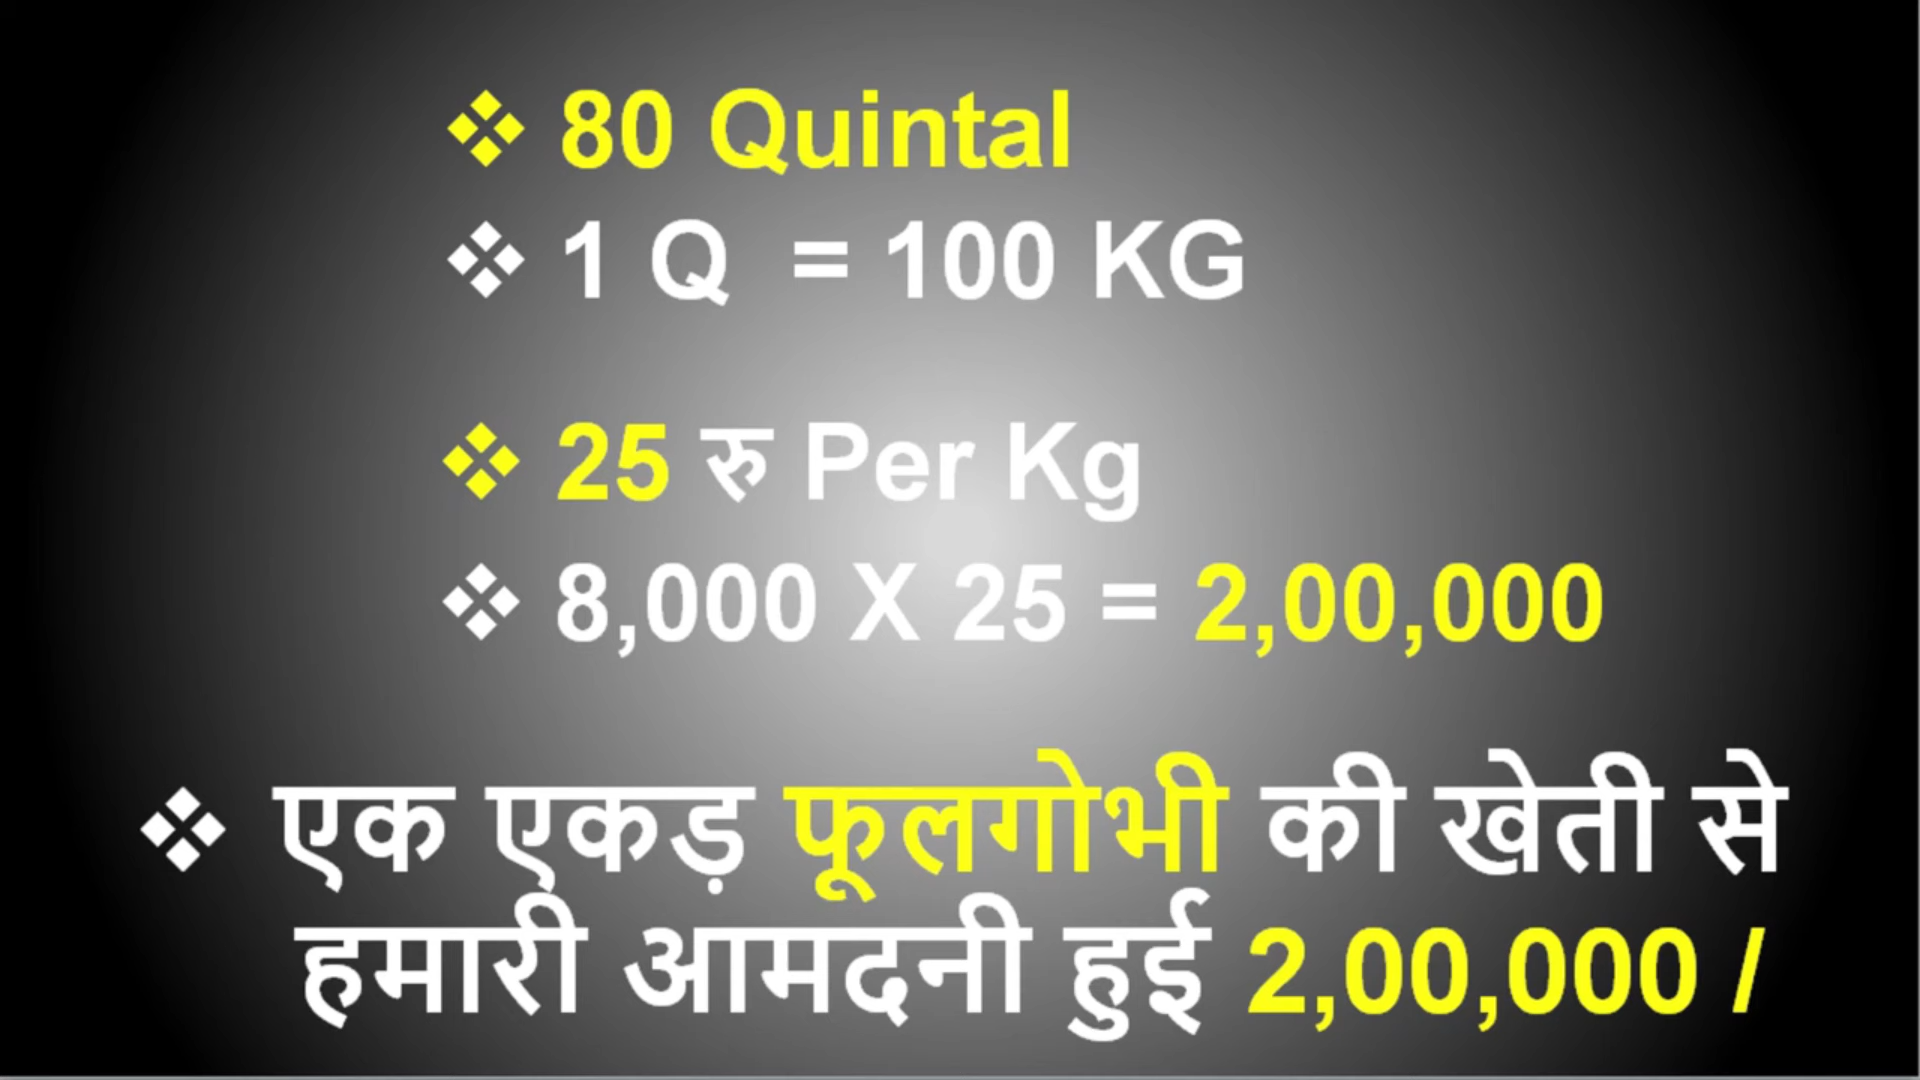 ❖ 80 Quintal
❖ 1 Q = 100 KG
❖ 25 रु Per Kg
❖ 8,000 X 25 = 2,00,000
❖ एक एकड़ फूलगोभी की खेती से
हमारी आमदनी हुई 2,00,000 /